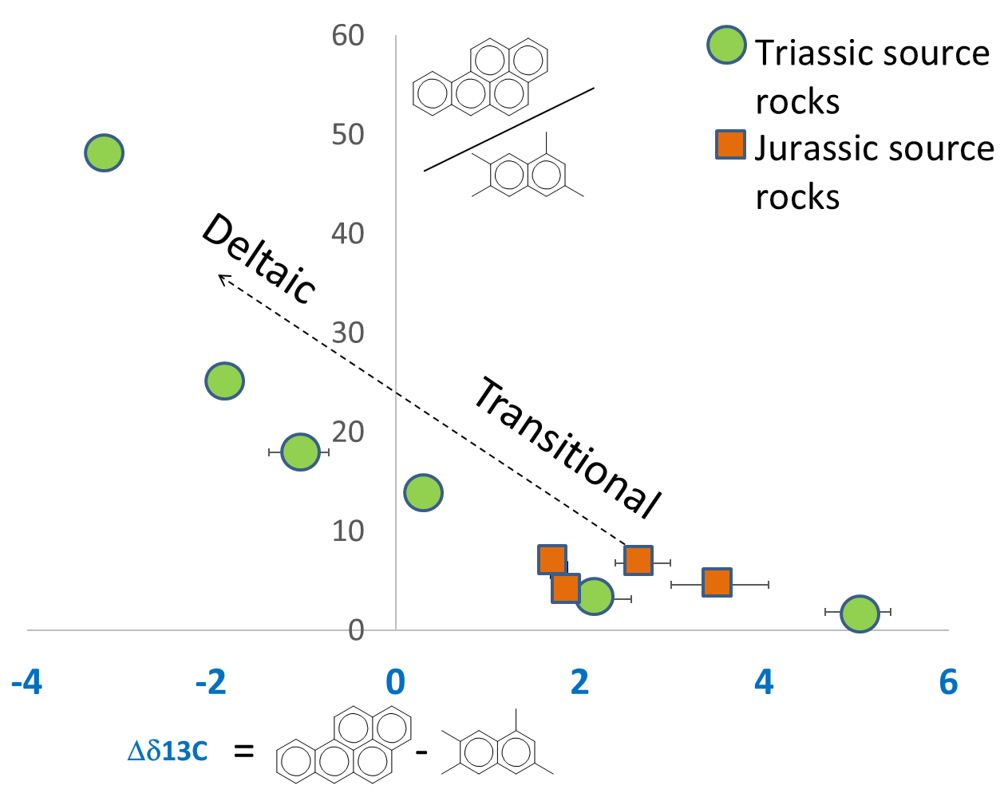 60
50
40
30
20
10
0
Triassic source
rocks
Jurassic source
rocks
Deltaic
Transitional
-4 -2 0 2 4 6
Δδ13C = -